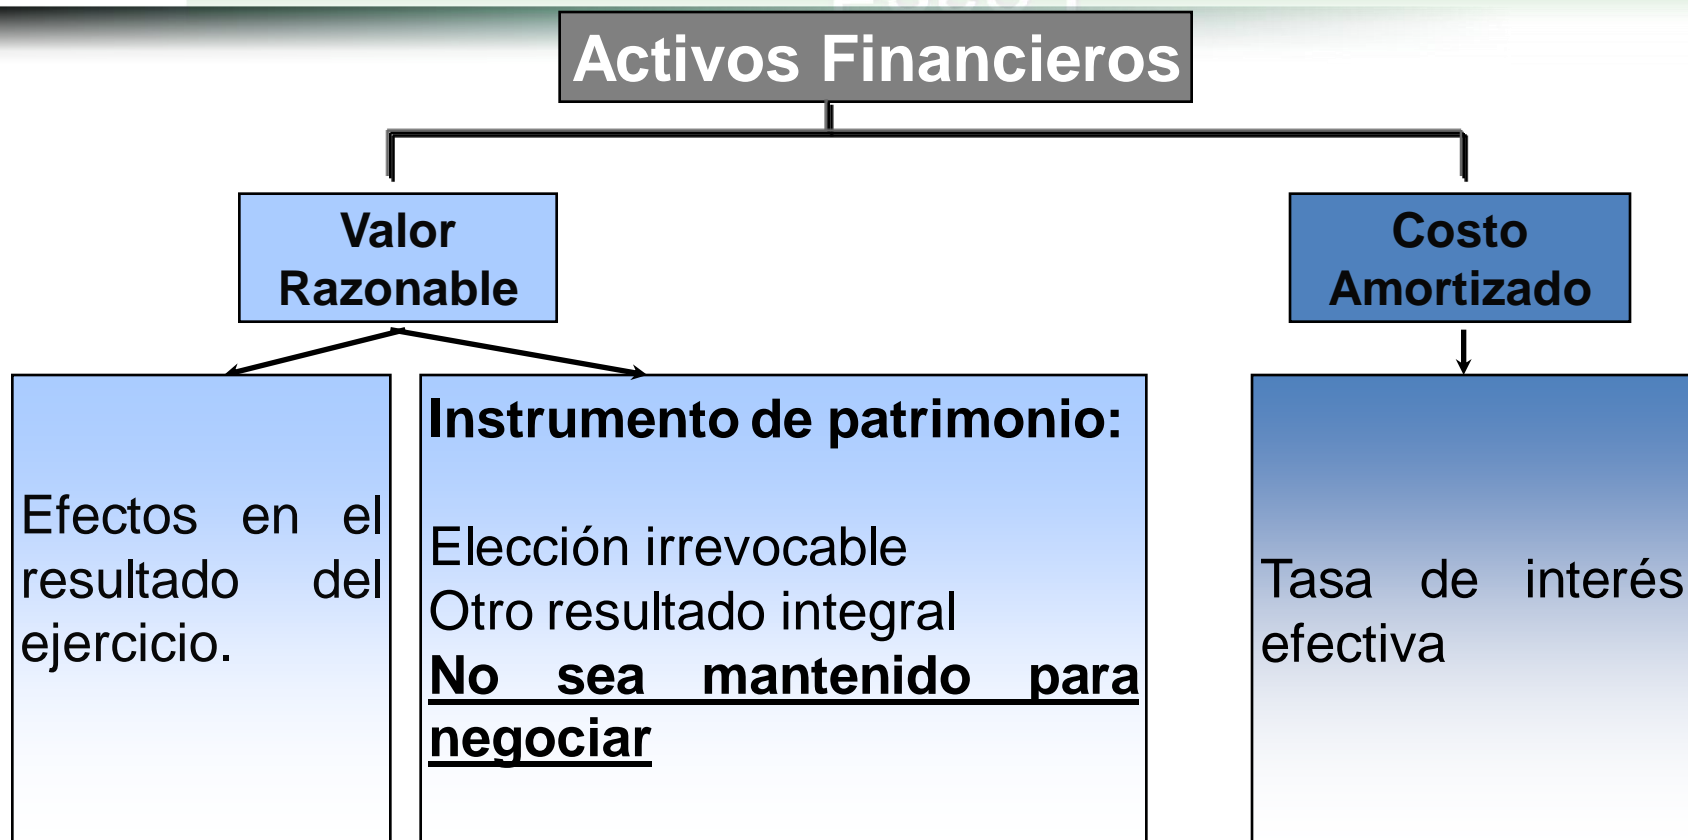 Activos Financieros
Valor
Razonable
Costo
Amortizado
Efectos en el
resultado del
ejercicio.
Instrumento de patrimonio:
Elección irrevocable
Otro resultado integral
No sea mantenido para
negociar
Tasa de interés
efectiva